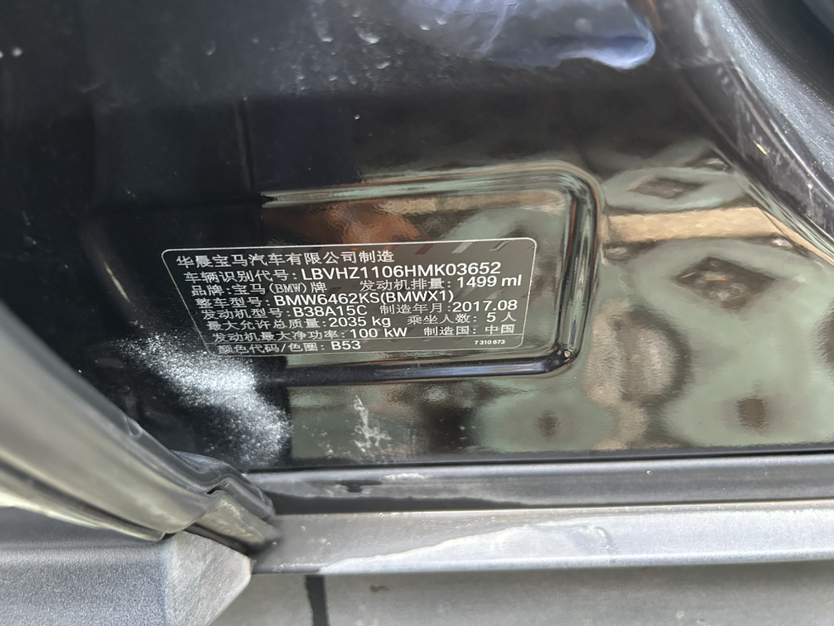 华晨宝马汽车有限公司制造
车辆识别代号: LBVHZ1106HMK03652
品牌: 宝马(BMW)牌 发动机排量: 1499 ml
整车型号: BMW6462KS(BMWX1)
发动机型号: B38A15C 制造年月: 2017.08
最大允许总质量: 2035 kg 乘坐人数: 5 人
发动机最大净功率: 100 kW 制造国: 中国
颜色代码/色圈: B53 7 310 673